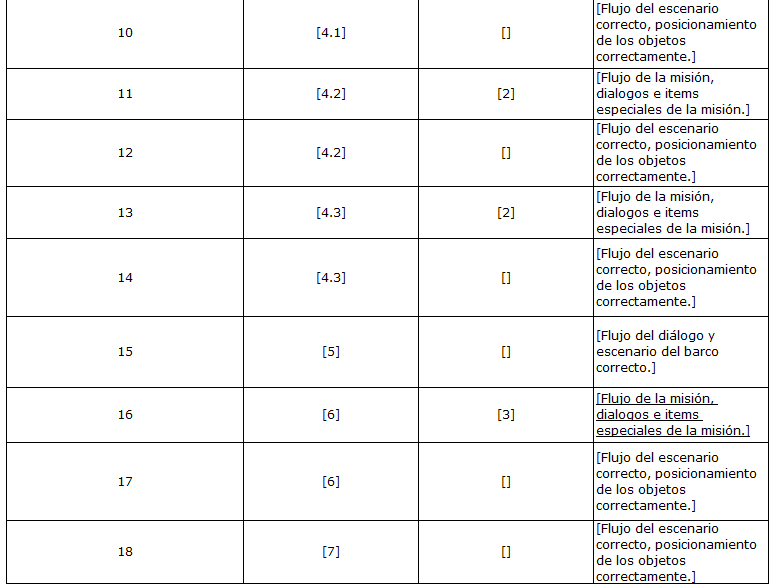 10 [4.1] [] [Flujo del escenario
correcto, posicionamiento
de los objetos
correctamente.]
11 [4.2] [2] [Flujo de la misión,
dialogos e items
especiales de la misión.]
12 [4.2] [] [Flujo del escenario
correcto, posicionamiento
de los objetos
correctamente.]
13 [4.3] [2] [Flujo de la misión,
dialogos e items
especiales de la misión.]
14 [4.3] [] [Flujo del escenario
correcto, posicionamiento
de los objetos
correctamente.]
15 [5] [] [Flujo del diálogo y
escenario del barco
correcto.]
16 [6] [3] [Flujo de la misión,
dialogos e items
especiales de la misión.]
17 [6] [] [Flujo del escenario
correcto, posicionamiento
de los objetos
correctamente.]
18 [7] [] [Flujo del escenario
correcto, posicionamiento
de los objetos
correctamente.]